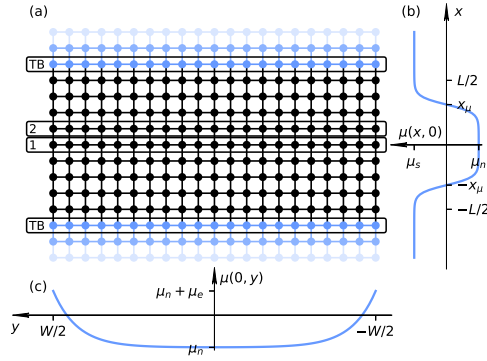 (a)
(b)
x
TB
L/2
x_μ
2
1
μ(x, 0)
μ_s
μ_n
−x_μ
−L/2
TB
(c)
μ(0, y)
μ_n + μ_e
y
W/2
−W/2
μ_n